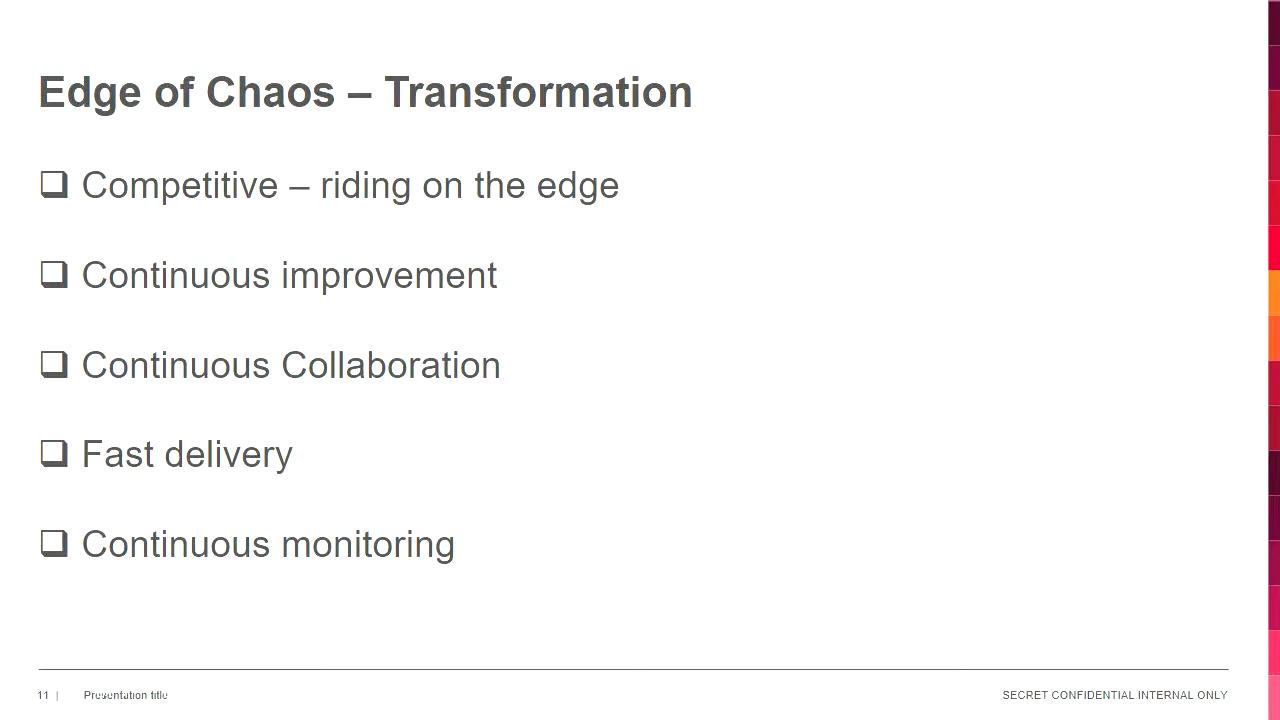 Edge of Chaos – Transformation
❑ Competitive – riding on the edge
❑ Continuous improvement
❑ Continuous Collaboration
❑ Fast delivery
❑ Continuous monitoring
11 | Presentation title
SECRET CONFIDENTIAL INTERNAL ONLY